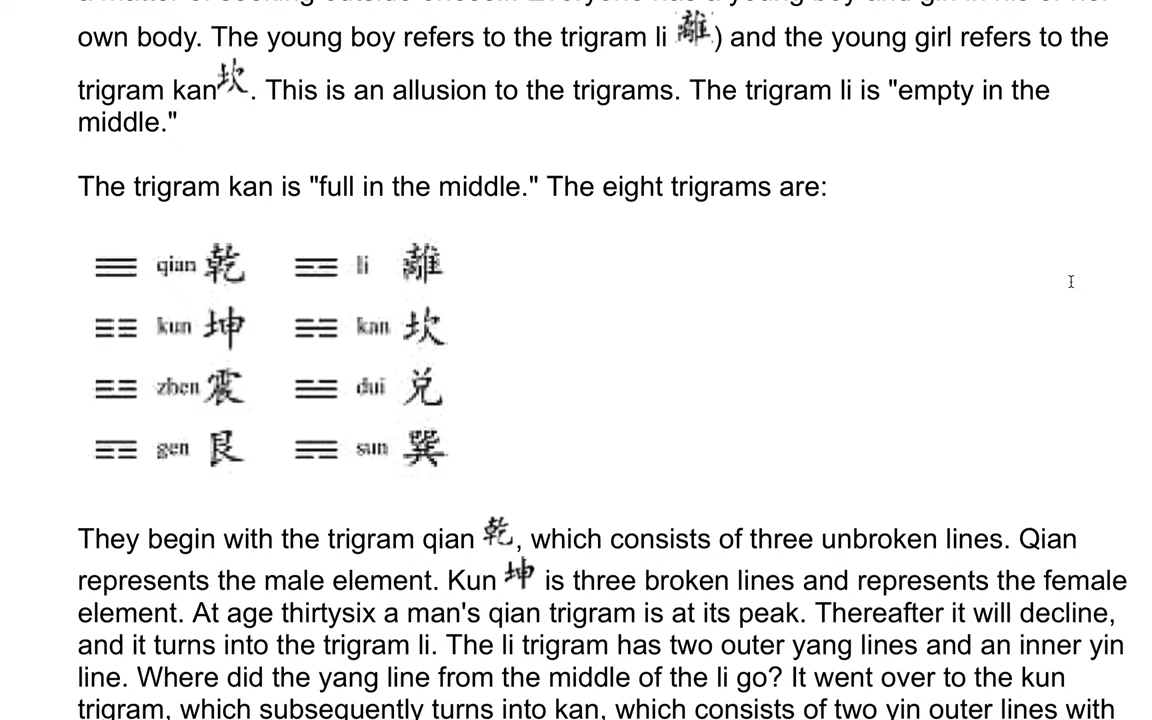 own body. The young boy refers to the trigram li 離) and the young girl refers to the
trigram kan坎. This is an allusion to the trigrams. The trigram li is "empty in the
middle."
The trigram kan is "full in the middle." The eight trigrams are:
☰ qian 乾 ☲ li 離
☷ kun 坤 ☵ kan 坎
☳ zhen 震 ☱ dui 兌
☶ gen 艮 ☴ sun 巽
They begin with the trigram qian 乾, which consists of three unbroken lines. Qian
represents the male element. Kun 坤 is three broken lines and represents the female
element. At age thirtysix a man's qian trigram is at its peak. Thereafter it will decline,
and it turns into the trigram li. The li trigram has two outer yang lines and an inner yin
line. Where did the yang line from the middle of the li go? It went over to the kun
trigram, which subsequently turns into kan, which consists of two yin outer lines with